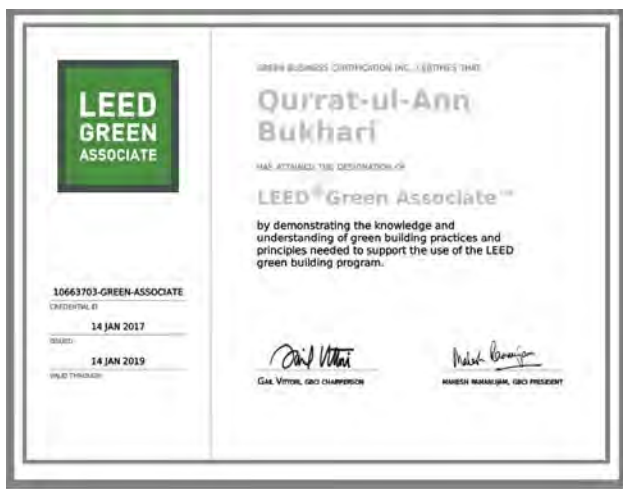 LEED
GREEN
ASSOCIATE
10663703-GREEN-ASSOCIATE
CREDENTIAL ID
14 JAN 2017
ISSUED
14 JAN 2019
VALID THROUGH
GREEN BUSINESS CERTIFICATION INC. CERTIFIES THAT
Qurrat-ul-Ann
Bukhari
HAS ATTAINED THE DESIGNATION OF
LEED® Green Associate™
by demonstrating the knowledge and
understanding of green building practices and
principles needed to support the use of the LEED
green building program.
GAIL VITTORI, GBCI CHAIRPERSON
MAHESH RAMANUJAM, GBCI PRESIDENT